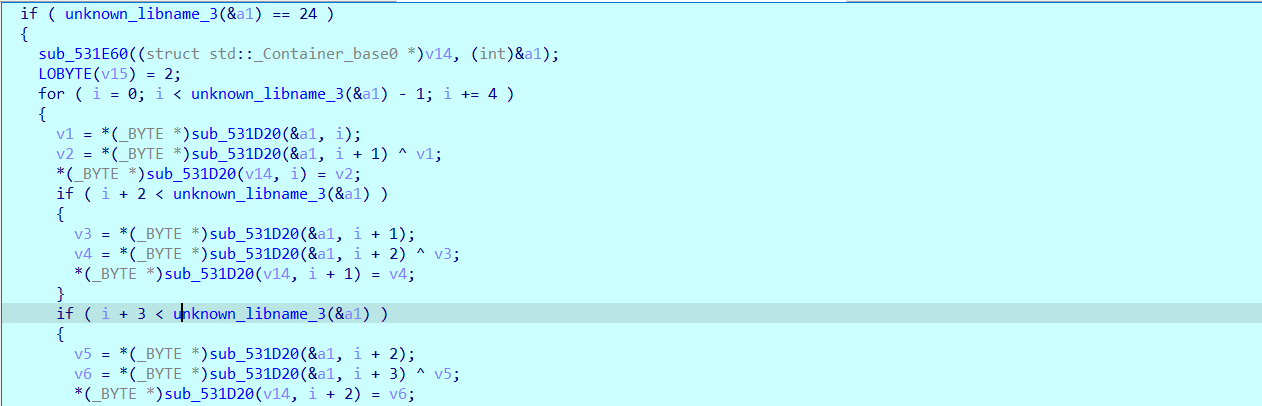 if ( unknown_libname_3(&a1) == 24 )
{
sub_531E60((struct std::_Container_base0 *)v14, (int)&a1);
LOBYTE(v15) = 2;
for ( i = 0; i < unknown_libname_3(&a1) - 1; i += 4 )
{
v1 = *(_BYTE *)sub_531D20(&a1, i);
v2 = *(_BYTE *)sub_531D20(&a1, i + 1) ^ v1;
*(_BYTE *)sub_531D20(v14, i) = v2;
if ( i + 2 < unknown_libname_3(&a1) )
{
v3 = *(_BYTE *)sub_531D20(&a1, i + 1);
v4 = *(_BYTE *)sub_531D20(&a1, i + 2) ^ v3;
*(_BYTE *)sub_531D20(v14, i + 1) = v4;
}
if ( i + 3 < unknown_libname_3(&a1) )
{
v5 = *(_BYTE *)sub_531D20(&a1, i + 2);
v6 = *(_BYTE *)sub_531D20(&a1, i + 3) ^ v5;
*(_BYTE *)sub_531D20(v14, i + 2) = v6;